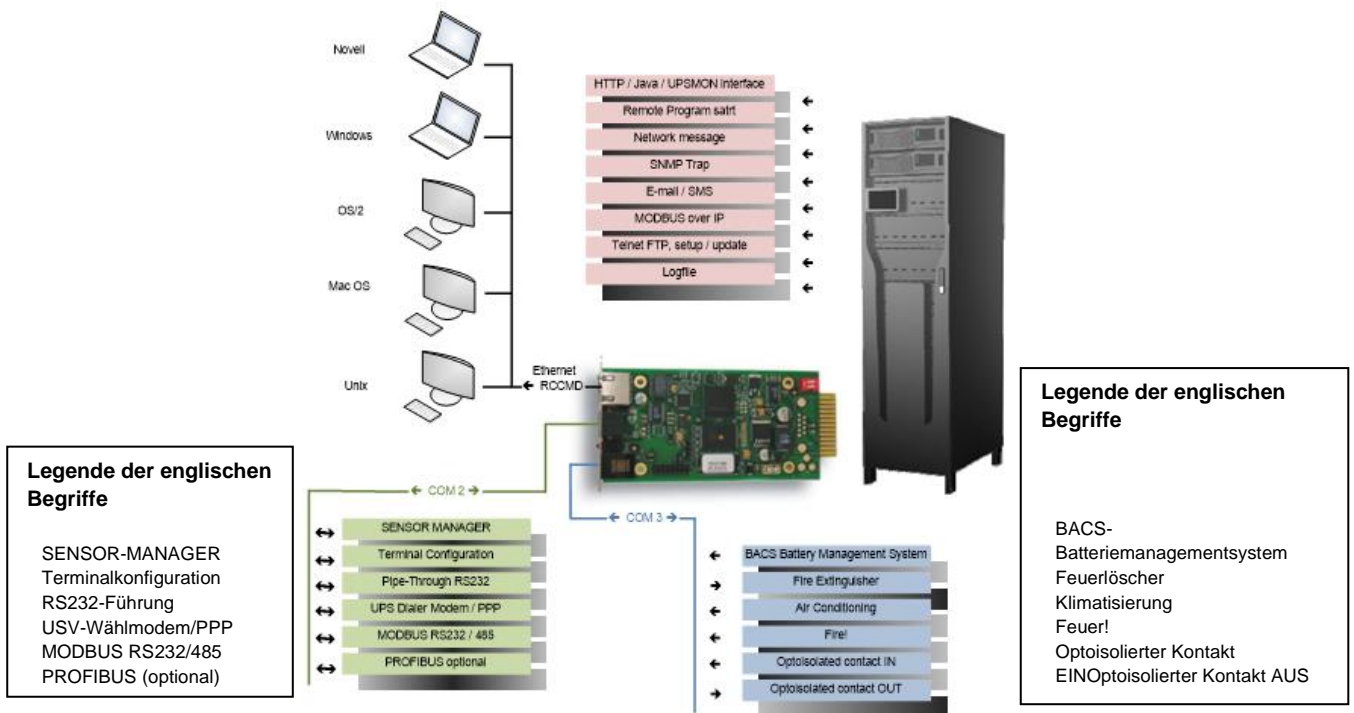 Novell
Windows
OS/2
Mac OS
Unix
HTTP / Java / UPSMON Interface
Remote Program satrt
Network message
SNMP Trap
E-mail / SMS
MODBUS over IP
Telnet FTP, setup / update
Logfile
Ethernet
← RCCMD
← COM 2 →
SENSOR MANAGER
Terminal Configuration
Pipe-Through RS232
UPS Dialer Modem / PPP
MODBUS RS232 / 485
PROFIBUS optional
← COM 3 →
BACS Battery Management System
Fire Extinguisher
Air Conditioning
Fire!
Optoisolated contact IN
Optoisolated contact OUT
Legende der englischen
Begriffe
SENSOR-MANAGER
Terminalkonfiguration
RS232-Führung
USV-Wählmodem/PPP
MODBUS RS232/485
PROFIBUS (optional)
Legende der englischen
Begriffe
BACS-
Batteriemanagementsystem
Feuerlöscher
Klimatisierung
Feuer!
Optoisolierter Kontakt
EINOptoisolierter Kontakt AUS